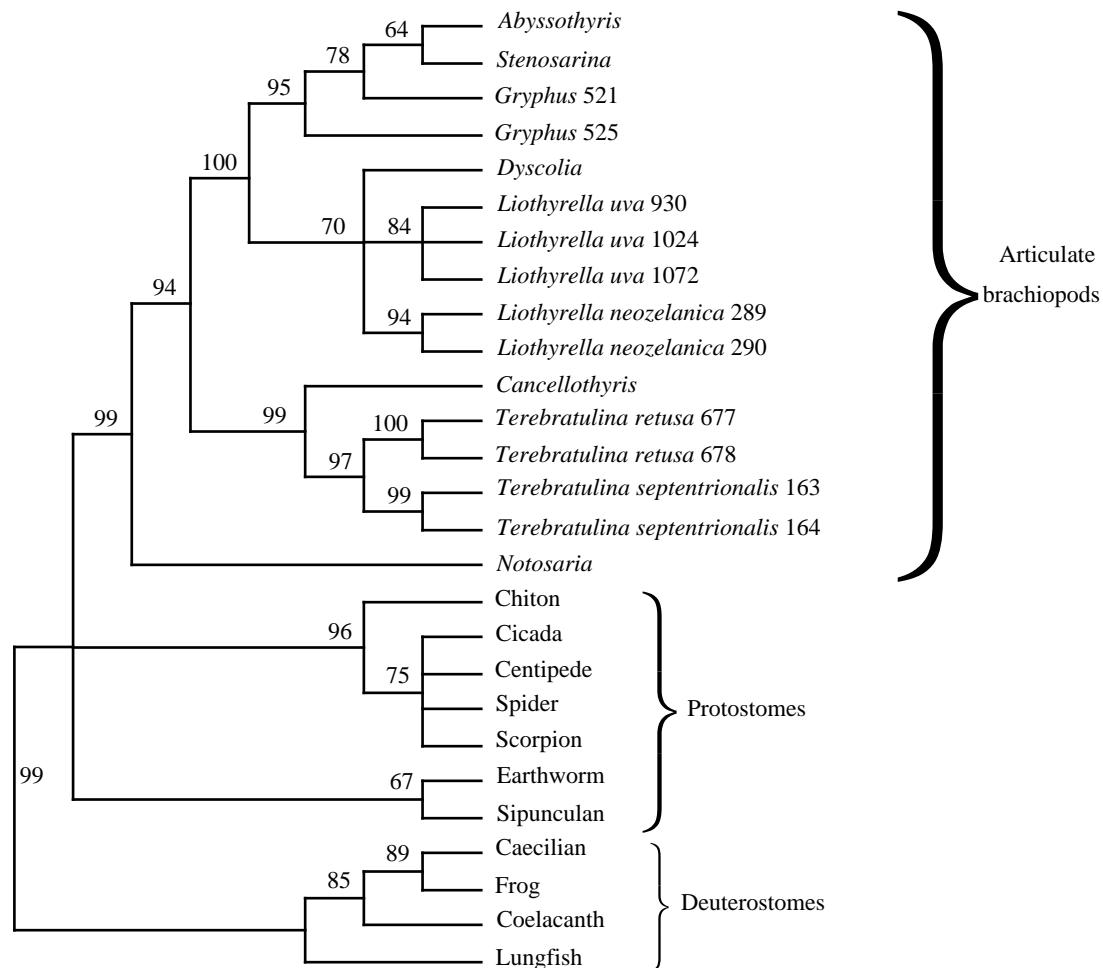 Abyssothyris
64
Stenosarina
78
Gryphus 521
95
Gryphus 525
100
Dyscolia
Liothyrella uva 930
70
84
Liothyrella uva 1024
Liothyrella uva 1072
Articulate
brachiopods
94
Liothyrella neozelanica 289
94
Liothyrella neozelanica 290
Cancellothyris
99
99
Terebratulina retusa 677
100
Terebratulina retusa 678
97
Terebratulina septentrionalis 163
99
Terebratulina septentrionalis 164
Notosaria
Chiton
96
Cicada
Centipede
75
Spider
Protostomes
Scorpion
99
Earthworm
67
Sipunculan
Caecilian
89
Frog
85
Deuterostomes
Coelacanth
Lungfish